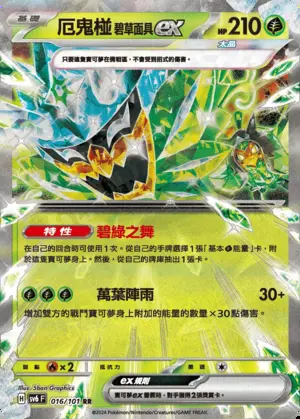 基礎
厄鬼椪 碧草面具ex HP210
太晶
只要這隻寶可夢在備戰區,不會受到招式的傷害。
特性 碧綠之舞
在自己的回合時可使用1次。從自己的手牌選擇1張「基本能量」卡,附於這隻寶可夢身上。然後,從自己的牌庫抽出1張卡。
萬葉陣雨 30+
增加雙方的戰鬥寶可夢身上附加的能量的數量×30點傷害。
弱點 ×2 抵抗力 撤退
Illus. 5ban Graphics
ex規則
H SV6 F 016/101 RR
寶可夢ex昏厥時,對手獲得2張獎賞卡。
©2024 Pokémon/Nintendo/Creatures/GAME FREAK.